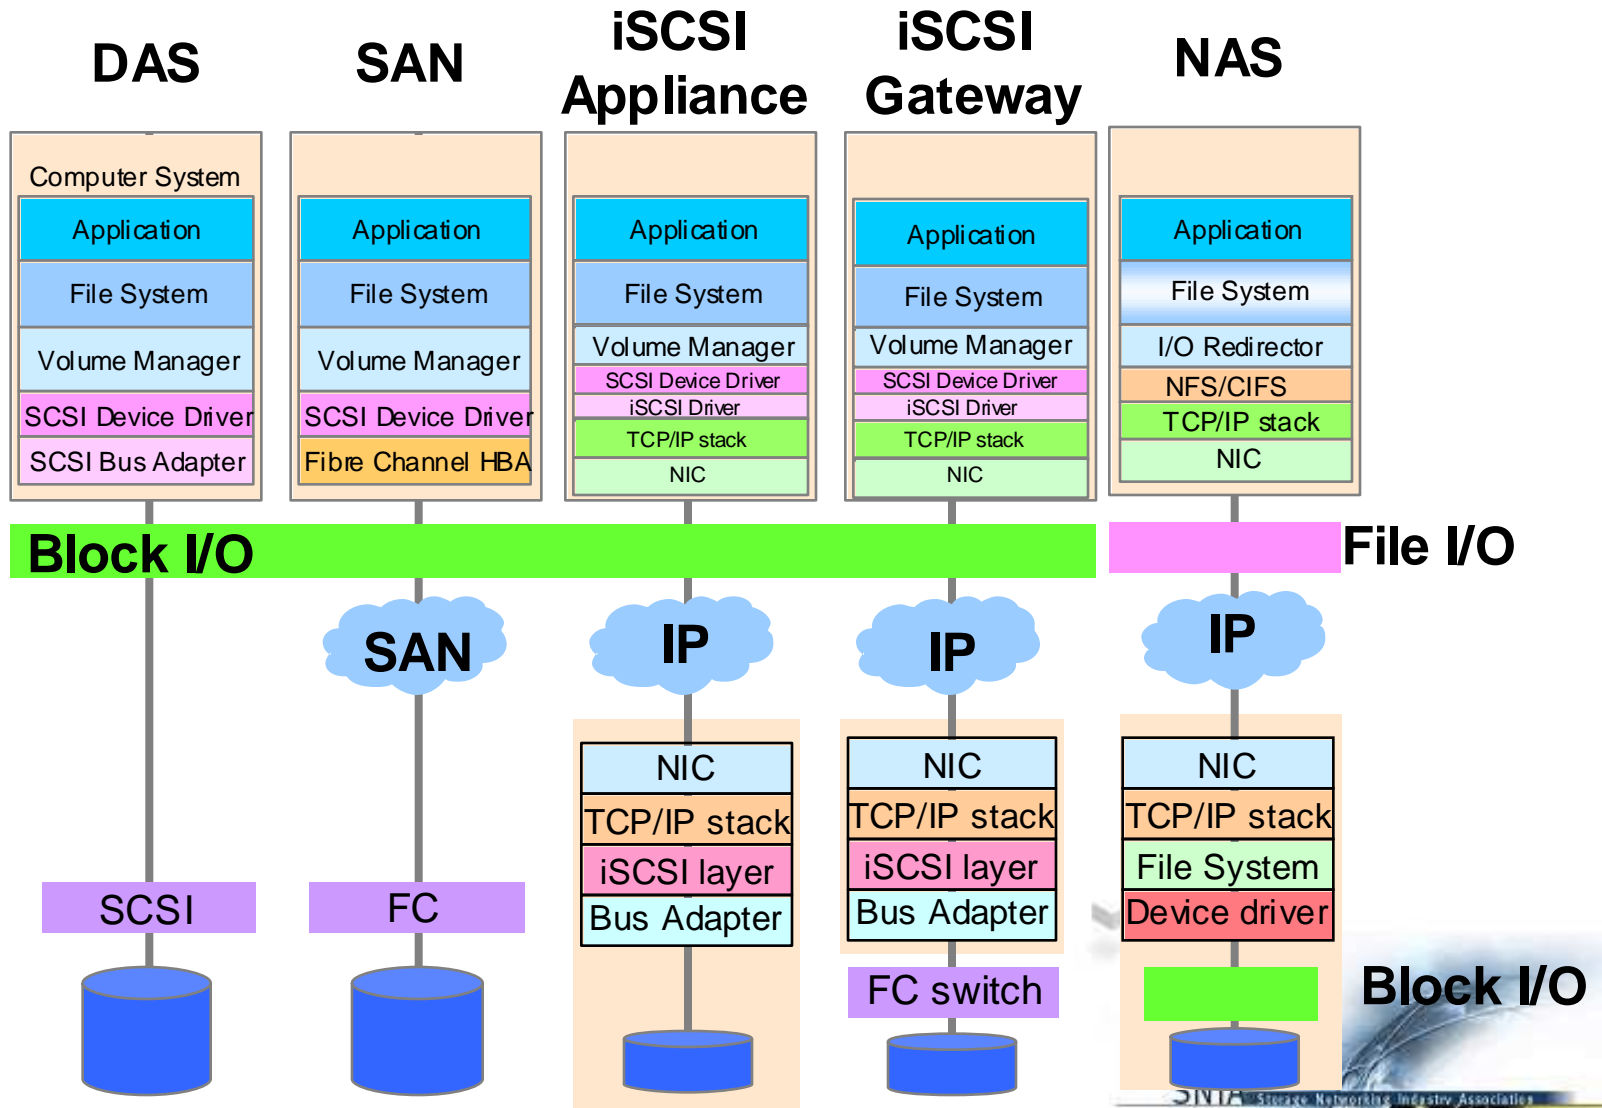 DAS
SAN
iSCSI
Appliance
iSCSI
Gateway
NAS
Computer System
Application
File System
Volume Manager
SCSI Device Driver
SCSI Bus Adapter
Application
File System
Volume Manager
SCSI Device Driver
Fibre Channel HBA
Application
File System
Volume Manager
SCSI Device Driver
iSCSI Driver
TCP/IP stack
NIC
Application
File System
Volume Manager
SCSI Device Driver
iSCSI Driver
TCP/IP stack
NIC
Application
File System
I/O Redirector
NFS/CIFS
TCP/IP stack
NIC
Block I/O
File I/O
SAN
IP
IP
IP
SCSI
FC
NIC
TCP/IP stack
iSCSI layer
Bus Adapter
NIC
TCP/IP stack
iSCSI layer
Bus Adapter
FC switch
NIC
TCP/IP stack
File System
Device driver
Block I/O
SNIA Storage Networking Industry Association